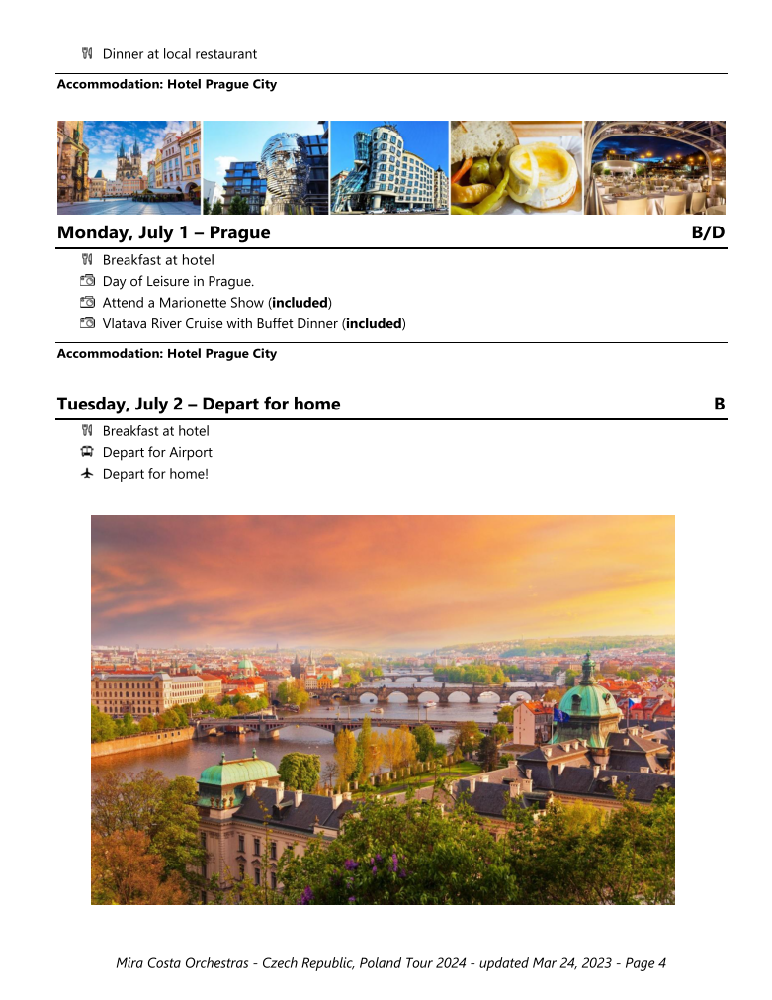 Dinner at local restaurant
Accommodation: Hotel Prague City
Monday, July 1 – Prague B/D
Breakfast at hotel
Day of Leisure in Prague.
Attend a Marionette Show (included)
Vlatava River Cruise with Buffet Dinner (included)
Accommodation: Hotel Prague City
Tuesday, July 2 – Depart for home B
Breakfast at hotel
Depart for Airport
Depart for home!
Mira Costa Orchestras - Czech Republic, Poland Tour 2024 - updated Mar 24, 2023 - Page 4